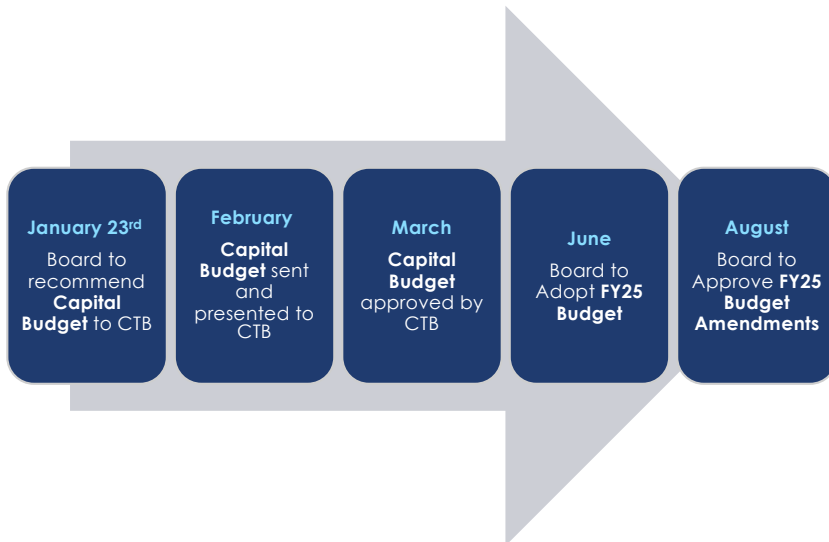 January 23rd
Board to
recommend
Capital
Budget to CTB
February
Capital
Budget sent
and
presented to
CTB
March
Capital
Budget
approved by
CTB
June
Board to
Adopt FY25
Budget
August
Board to
Approve FY25
Budget
Amendments